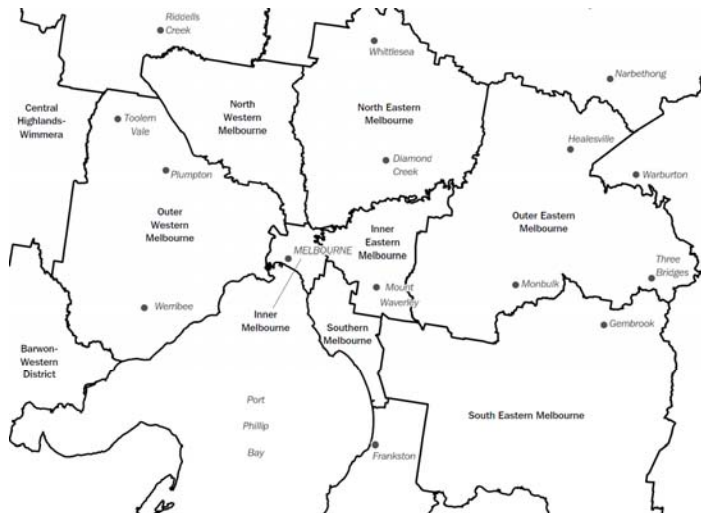 Riddells
Creek
Whittlesea
Narbethong
Central
Highlands-
Wimmera
North
Western
Melbourne
North Eastern
Melbourne
Toolern
Vale
Healesville
Diamond
Creek
Plumpton
Warburton
Outer
Western
Melbourne
Inner
Eastern
Melbourne
Outer Eastern
Melbourne
MELBOURNE
Three
Bridges
Mount
Waverley
Monbulk
Werribee
Inner
Melbourne
Southern
Melbourne
Gembrook
Barwon-
Western
District
Port
Phillip
Bay
South Eastern Melbourne
Frankston